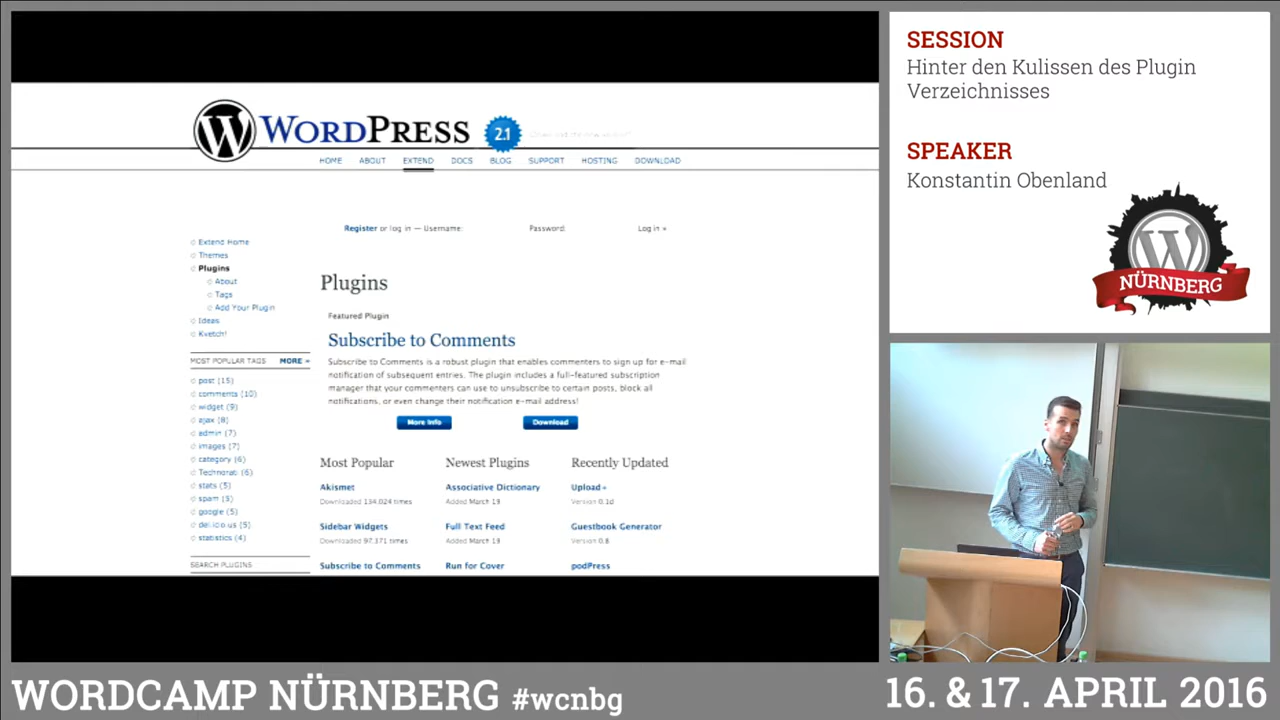 WORDPRESS
2.1
HOME ABOUT EXTEND DOCS BLOG SUPPORT HOSTING DOWNLOAD
Register or log in — Username: Password: Log in »
Extend Home
Themes
Plugins
About
Tags
Add Your Plugin
Ideas
Kvetch!
MOST POPULAR TAGS MORE »
post (15)
comments (10)
widget (9)
ajax (8)
admin (7)
images (7)
category (6)
Technorati (6)
stats (5)
spam (5)
google (5)
del.icio.us (5)
statistics (4)
SEARCH PLUGINS
Plugins
Featured Plugin
Subscribe to Comments
Subscribe to Comments is a robust plugin that enables commenters to sign up for e-mail
notification of subsequent entries. The plugin includes a full-featured subscription
manager that your commenters can use to unsubscribe to certain posts, block all
notifications, or even change their notification e-mail address!
More Info Download
Most Popular Newest Plugins Recently Updated
Akismet Associative Dictionary Upload+
Downloaded 134,024 times Added March 19 Version 0.1d
Sidebar Widgets Full Text Feed Guestbook Generator
Downloaded 97,371 times Added March 19 Version 0.8
Subscribe to Comments Run for Cover podPress
SESSION
Hinter den Kulissen des Plugin
Verzeichnisses
SPEAKER
Konstantin Obenland
NÜRNBERG
WORDCAMP NÜRNBERG #wcnbg
16. & 17. APRIL 2016